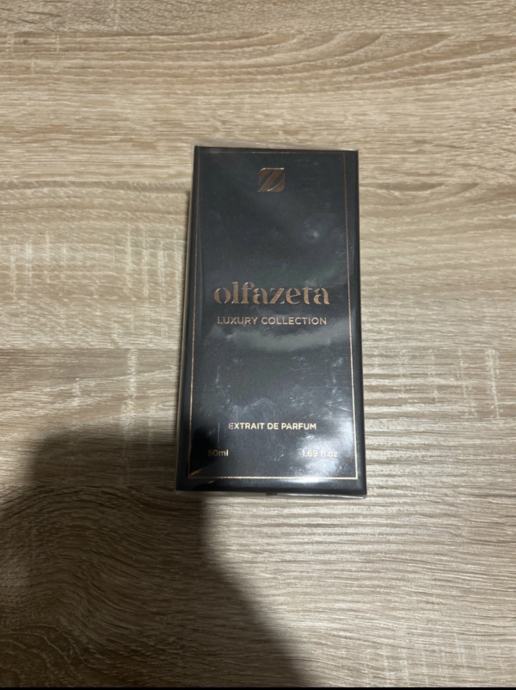 olfazeta
LUXURY COLLECTION
EXTRAIT DE PARFUM
50ml 1.69 fl.oz